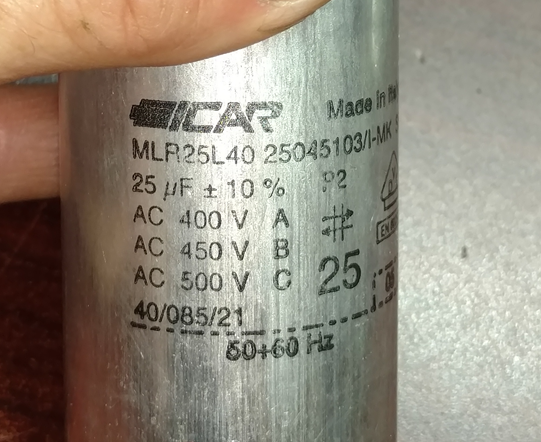 ICAR
Made in Ita
MLR25L40 25045103/I-MK
25 µF ± 10 % P2
AC 400 V A
AC 450 V B
AC 500 V C
25
40/085/21
50+60 Hz